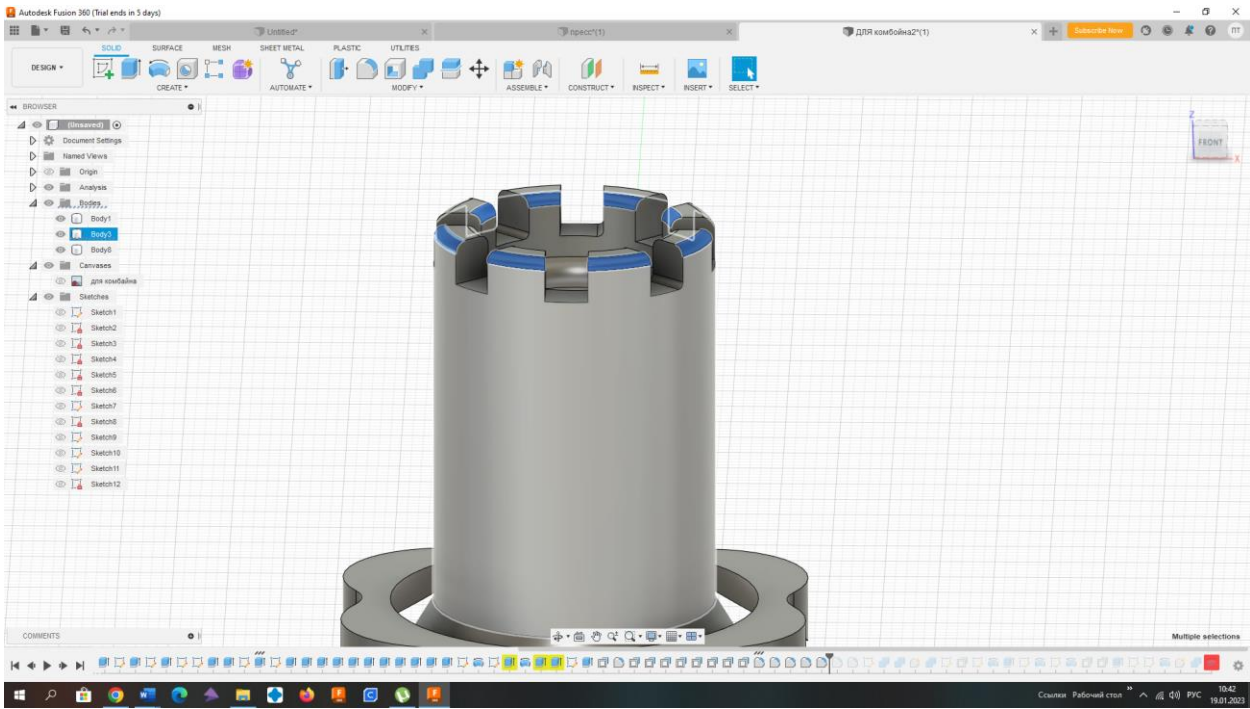 Autodesk Fusion 360 (Trial ends in 5 days)
Untitled*
пресс*(1)
ДЛЯ комбойна2*(1)
Subscribe Now
ПТ
SOLID SURFACE MESH SHEET METAL PLASTIC UTILITIES
DESIGN
CREATE AUTOMATE MODIFY ASSEMBLE CONSTRUCT INSPECT INSERT SELECT
BROWSER
(Unsaved)
Document Settings
Named Views
Origin
Analysis
Bodies
Body1
Body3
Body8
Canvases
для комбайна
Sketches
Sketch1
Sketch2
Sketch3
Sketch4
Sketch5
Sketch6
Sketch7
Sketch8
Sketch9
Sketch10
Sketch11
Sketch12
Z
FRONT
X
COMMENTS
Multiple selections
Ссылки Рабочий стол
РУС
10:42
19.01.2023